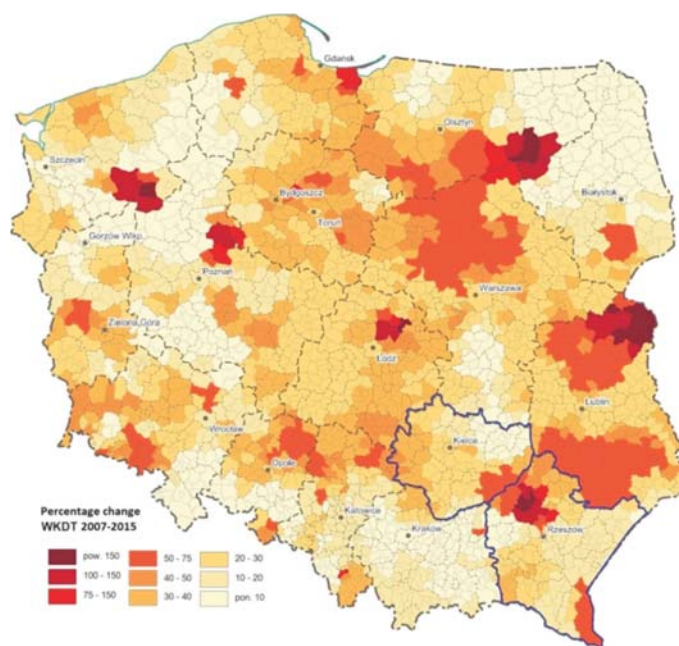 Gdańsk
Olsztyn
Szczecin
Bydgoszcz
Białystok
Toruń
Gorzów Wlkp.
Poznań
Warszawa
Zielona Góra
Łódź
Lublin
Wrocław
Kielce
Opole
Percentage change
WKDT 2007-2015
Katowice
Kraków
Rzeszów
pow. 150
50 - 75
20 - 30
100 - 150
40 - 50
10 - 20
75 - 150
30 - 40
pon. 10